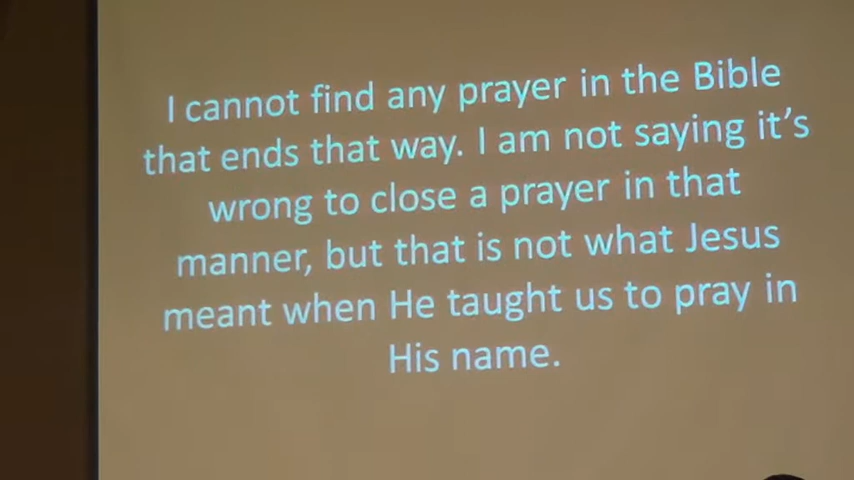 I cannot find any prayer in the Bible
that ends that way. I am not saying it's
wrong to close a prayer in that
manner, but that is not what Jesus
meant when He taught us to pray in
His name.